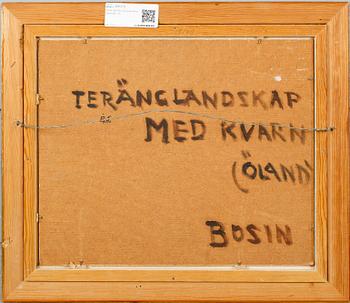 TERÄNGLANDSKAP
MED KVARN
(ÖLAND)
BOSIN